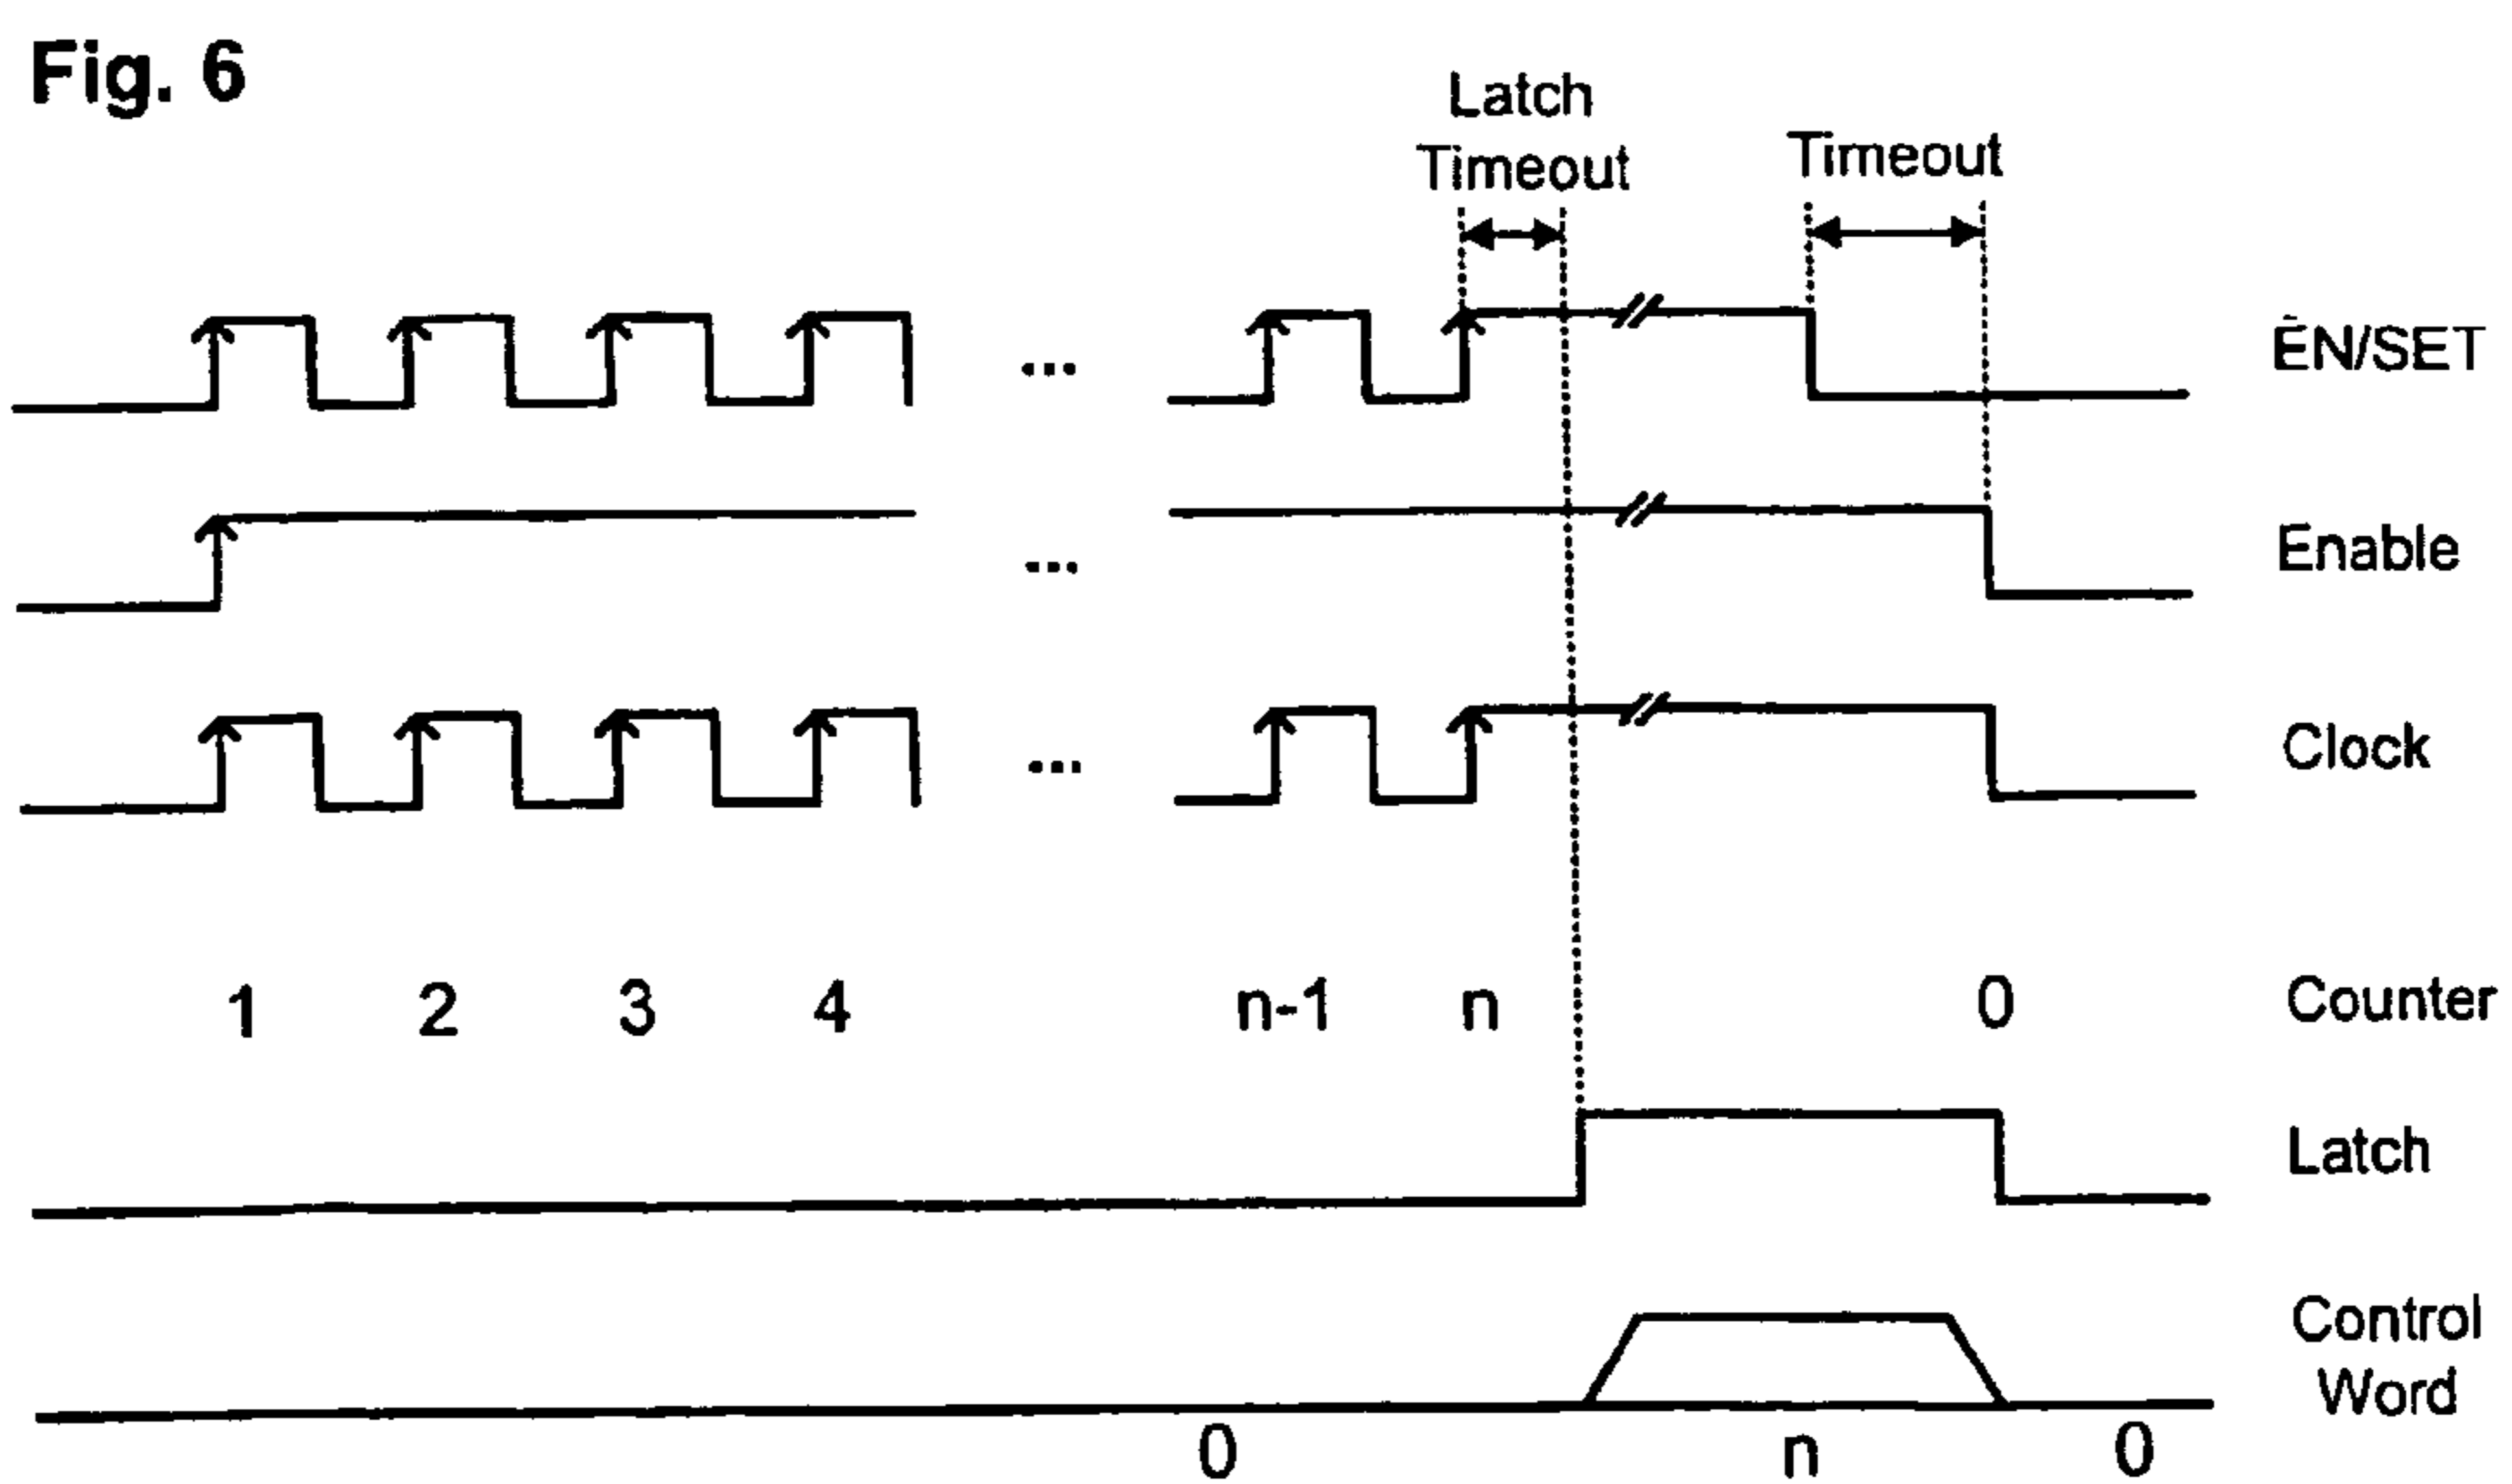 Fig. 6
Latch
Timeout
Timeout
...
ĒN/SET
...
Enable
...
Clock
1 2 3 4 n-1 n 0 Counter
Latch
Control
Word
0 n 0